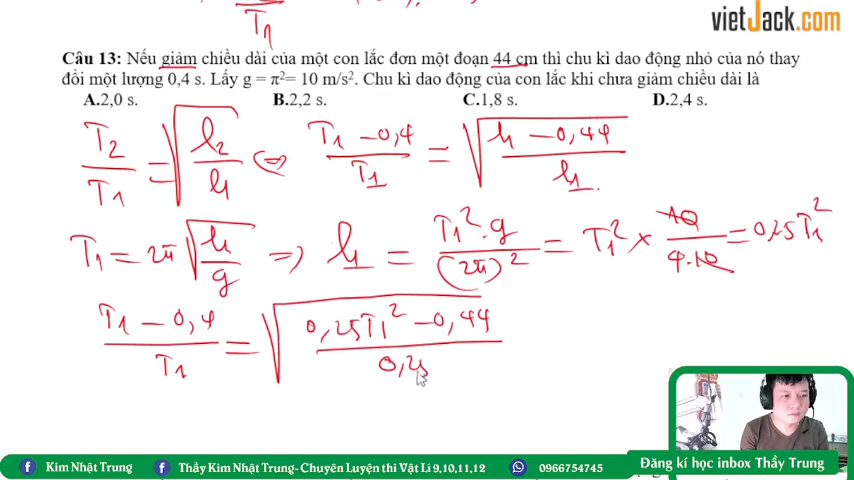 T₁
vietJack.com
Câu 13: Nếu giảm chiều dài của một con lắc đơn một đoạn 44 cm thì chu kì dao động nhỏ của nó thay
đổi một lượng 0,4 s. Lấy g = π²= 10 m/s². Chu kì dao động của con lắc khi chưa giảm chiều dài là
A.2,0 s. B.2,2 s. C.1,8 s. D.2,4 s.
T₂/T₁ = √(l₂/l₁) ⇔ (T₁ - 0,4)/T₁ = √((l₁ - 0,44)/l₁)
T₁ = 2π √(l₁/g) => l₁ = T₁².g/(2π)² = T₁² × 10/4.10 = 0,25T₁²
(T₁ - 0,4)/T₁ = √((0,25T₁² - 0,44)/0,25
Kim Nhật Trung
Thầy Kim Nhật Trung- Chuyên Luyện thi Vật Lí 9,10,11,12
0966754745
Đăng kí học inbox Thầy Trung